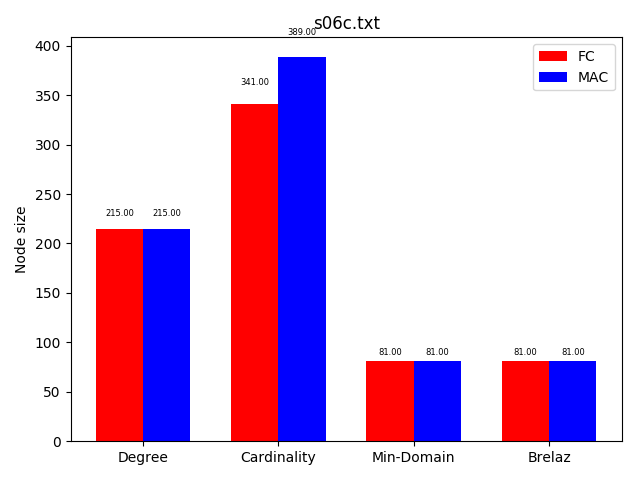 s06c.txt
389.00
400
FC
MAC
341.00
350
300
250
215.00
215.00
200
150
100
81.00
81.00
81.00
81.00
50
0
Node size
Degree
Cardinality
Min-Domain
Brelaz